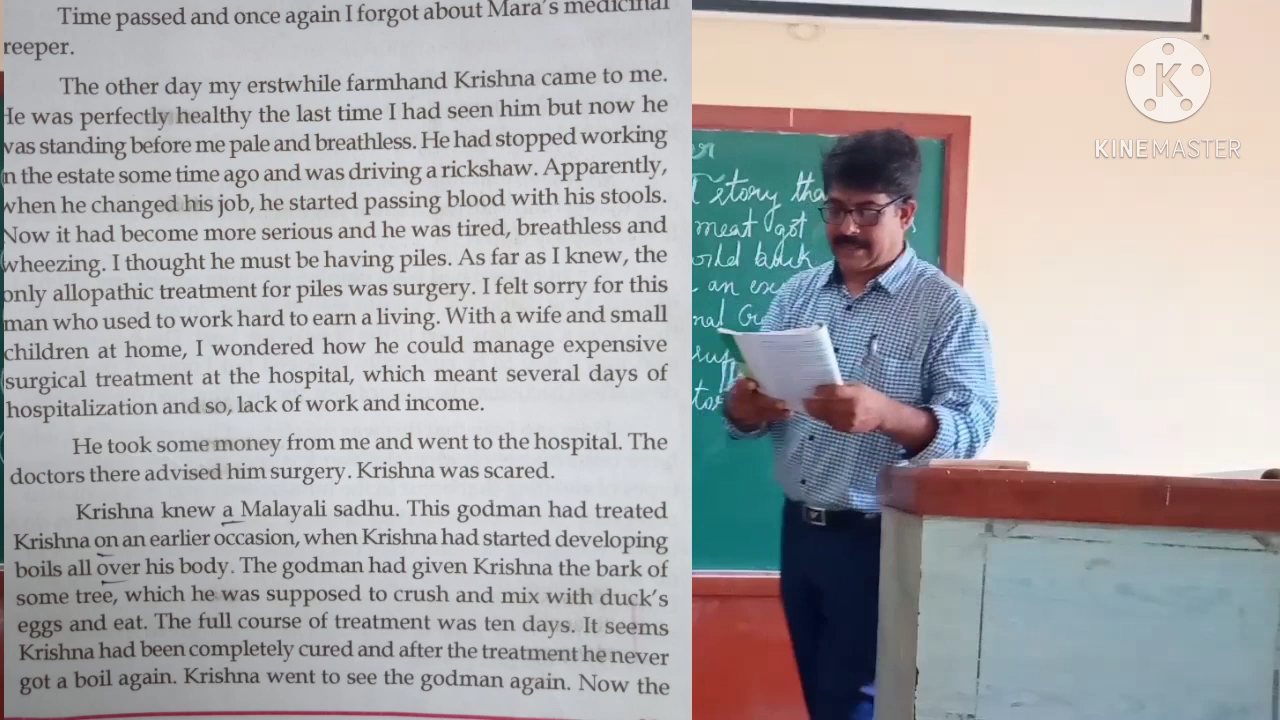 Time passed and once again I forgot about Mara's medicinal
reeper.
The other day my erstwhile farmhand Krishna came to me.
He was perfectly healthy the last time I had seen him but now he
was standing before me pale and breathless. He had stopped working
n the estate some time ago and was driving a rickshaw. Apparently,
when he changed his job, he started passing blood with his stools.
Now it had become more serious and he was tired, breathless and
wheezing. I thought he must be having piles. As far as I knew, the
only allopathic treatment for piles was surgery. I felt sorry for this
man who used to work hard to earn a living. With a wife and small
children at home, I wondered how he could manage expensive
surgical treatment at the hospital, which meant several days of
hospitalization and so, lack of work and income.
He took some money from me and went to the hospital. The
doctors there advised him surgery. Krishna was scared.
Krishna knew a Malayali sadhu. This godman had treated
Krishna on an earlier occasion, when Krishna had started developing
boils all over his body. The godman had given Krishna the bark of
some tree, which he was supposed to crush and mix with duck's
eggs and eat. The full course of treatment was ten days. It seems
Krishna had been completely cured and after the treatment he never
got a boil again. Krishna went to see the godman again. Now the
story tha
meat got
an
K
KINEMASTER